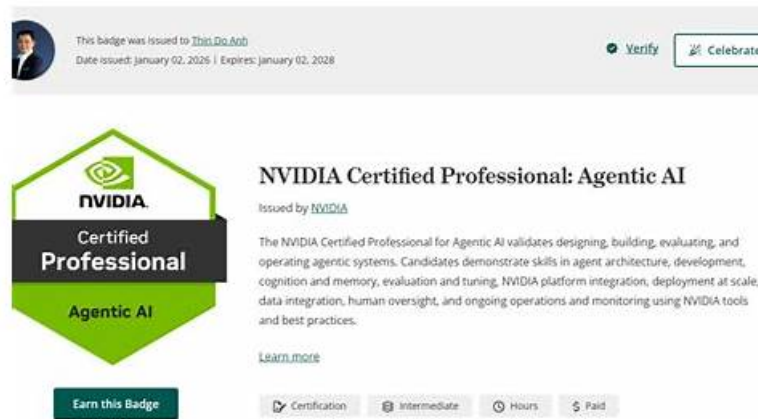 This badge was issued to Thin Do Anh
Date issued: January 02, 2026 | Expires: January 02, 2028
Verify
Celebrate
NVIDIA
Certified
Professional
Agentic AI
Earn this Badge
NVIDIA Certified Professional: Agentic AI
Issued by NVIDIA
The NVIDIA Certified Professional for Agentic AI validates designing, building, evaluating, and
operating agentic systems. Candidates demonstrate skills in agent architecture, development,
cognition and memory, evaluation and tuning, NVIDIA platform integration, deployment at scale,
data integration, human oversight, and ongoing operations and monitoring using NVIDIA tools
and best practices.
Learn more
Certification
Intermediate
Hours
Paid